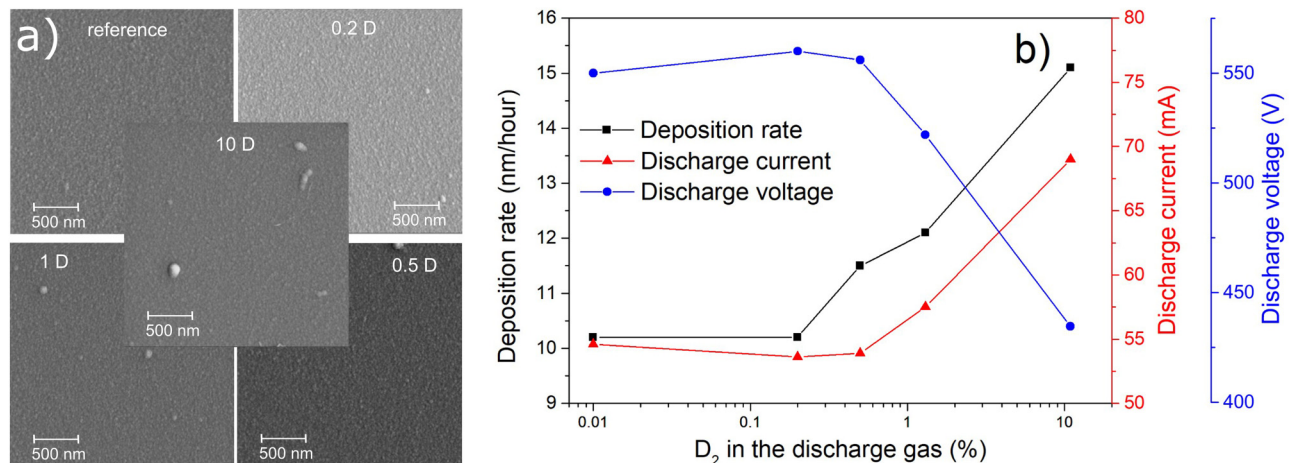 a)
reference
0.2 D
10 D
500 nm
500 nm
500 nm
1 D
0.5 D
500 nm
500 nm
b)
Deposition rate
Discharge current
Discharge voltage
16
15
14
13
12
11
10
9
Deposition rate (nm/hour)
80
75
70
65
60
55
50
Discharge current (mA)
550
500
450
400
Discharge voltage (V)
0.01
0.1
1
10
D₂ in the discharge gas (%)